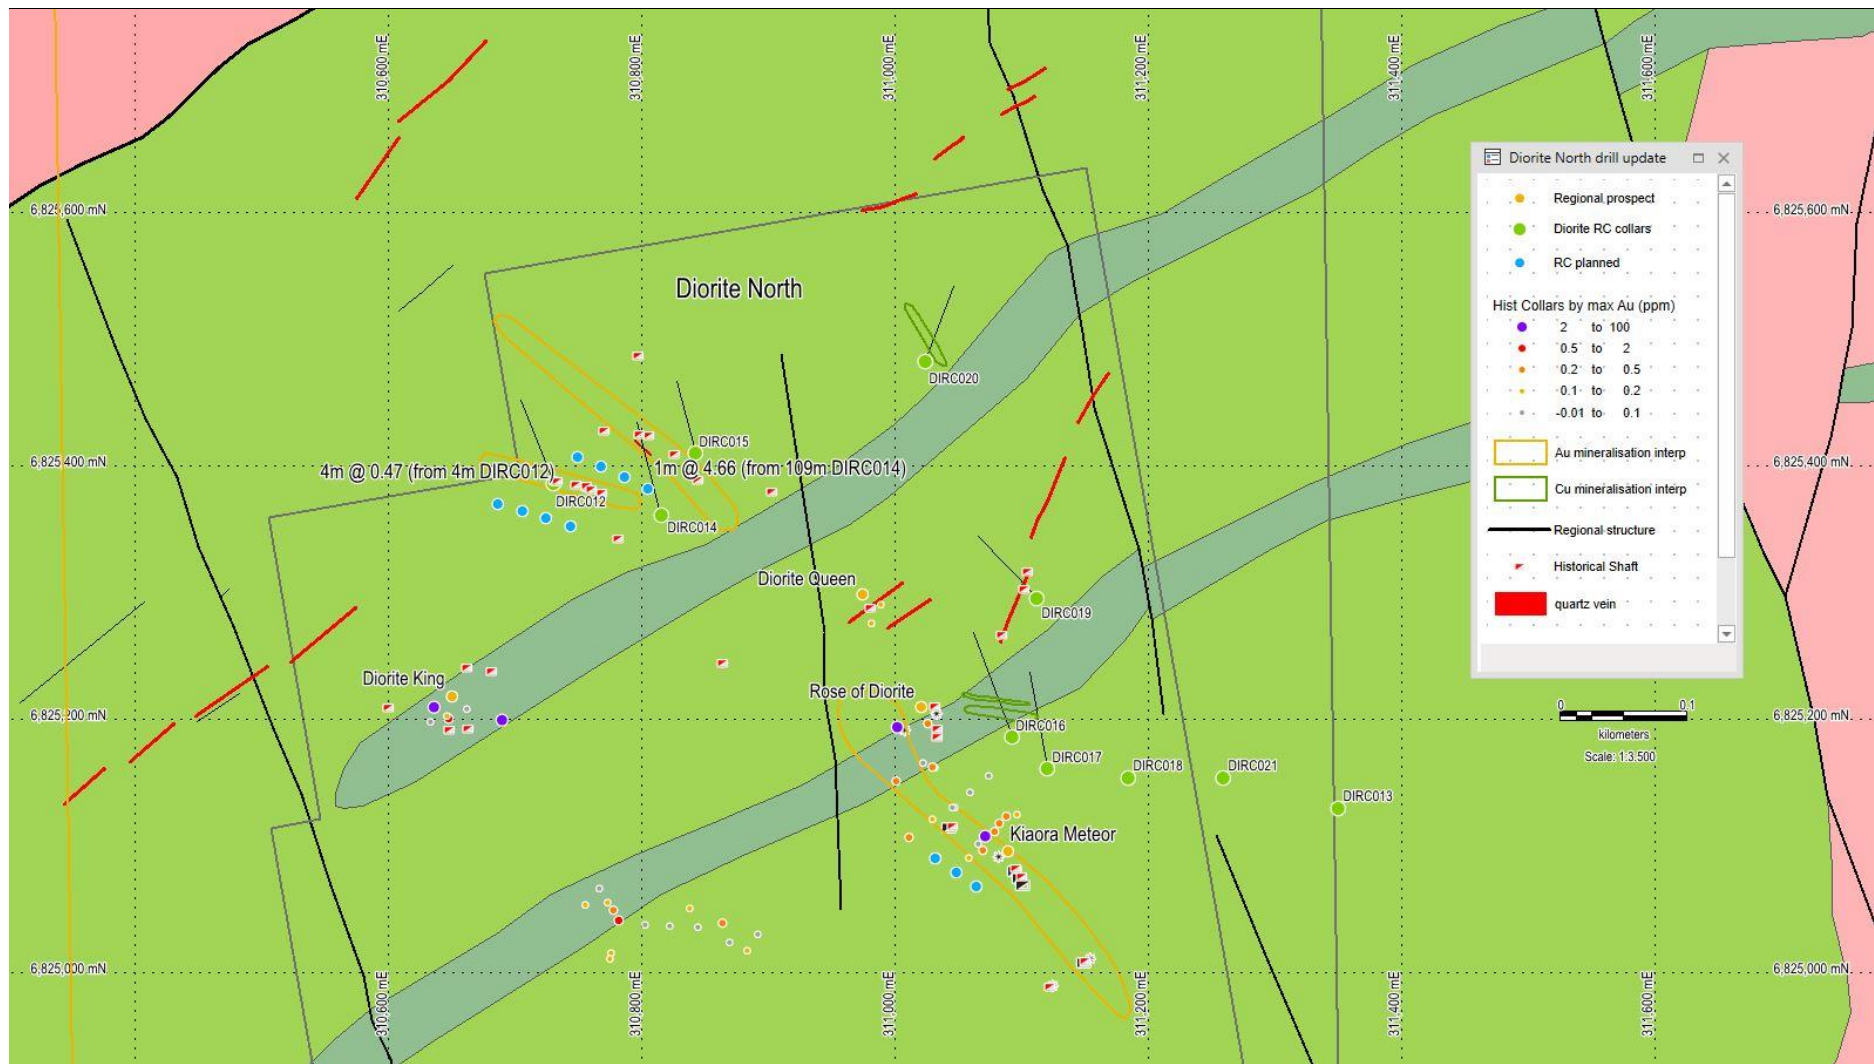 310,600 mE
310,800 mE
311,000 mE
311,200 mE
311,400 mE
311,600 mE
Diorite North drill update
Regional prospect
Diorite RC collars
RC planned
Hist Collars by max Au (ppm)
2 to 100
0.5 to 2
0.2 to 0.5
0.1 to 0.2
-0.01 to 0.1
Au mineralisation interp
Cu mineralisation interp
Regional structure
Historical Shaft
quartz vein
6,825,600 mN
6,825,600 mN
Diorite North
DIRC020
DIRC015
6,825,400 mN
6,825,400 mN
4m @ 0.47 (from 4m DIRC012)
1m @ 4.66 (from 109m DIRC014)
DIRC012
DIRC014
Diorite Queen
DIRC019
Diorite King
Rose of Diorite
6,825,200 mN
6,825,200 mN
DIRC016
0 0.1
kilometers
Scale: 1:3.500
DIRC017
DIRC018
DIRC021
DIRC013
Kiaora Meteor
6,825,000 mN
6,825,000 mN
310,600 mE
310,800 mE
311,000 mE
311,200 mE
311,400 mE
311,600 mE